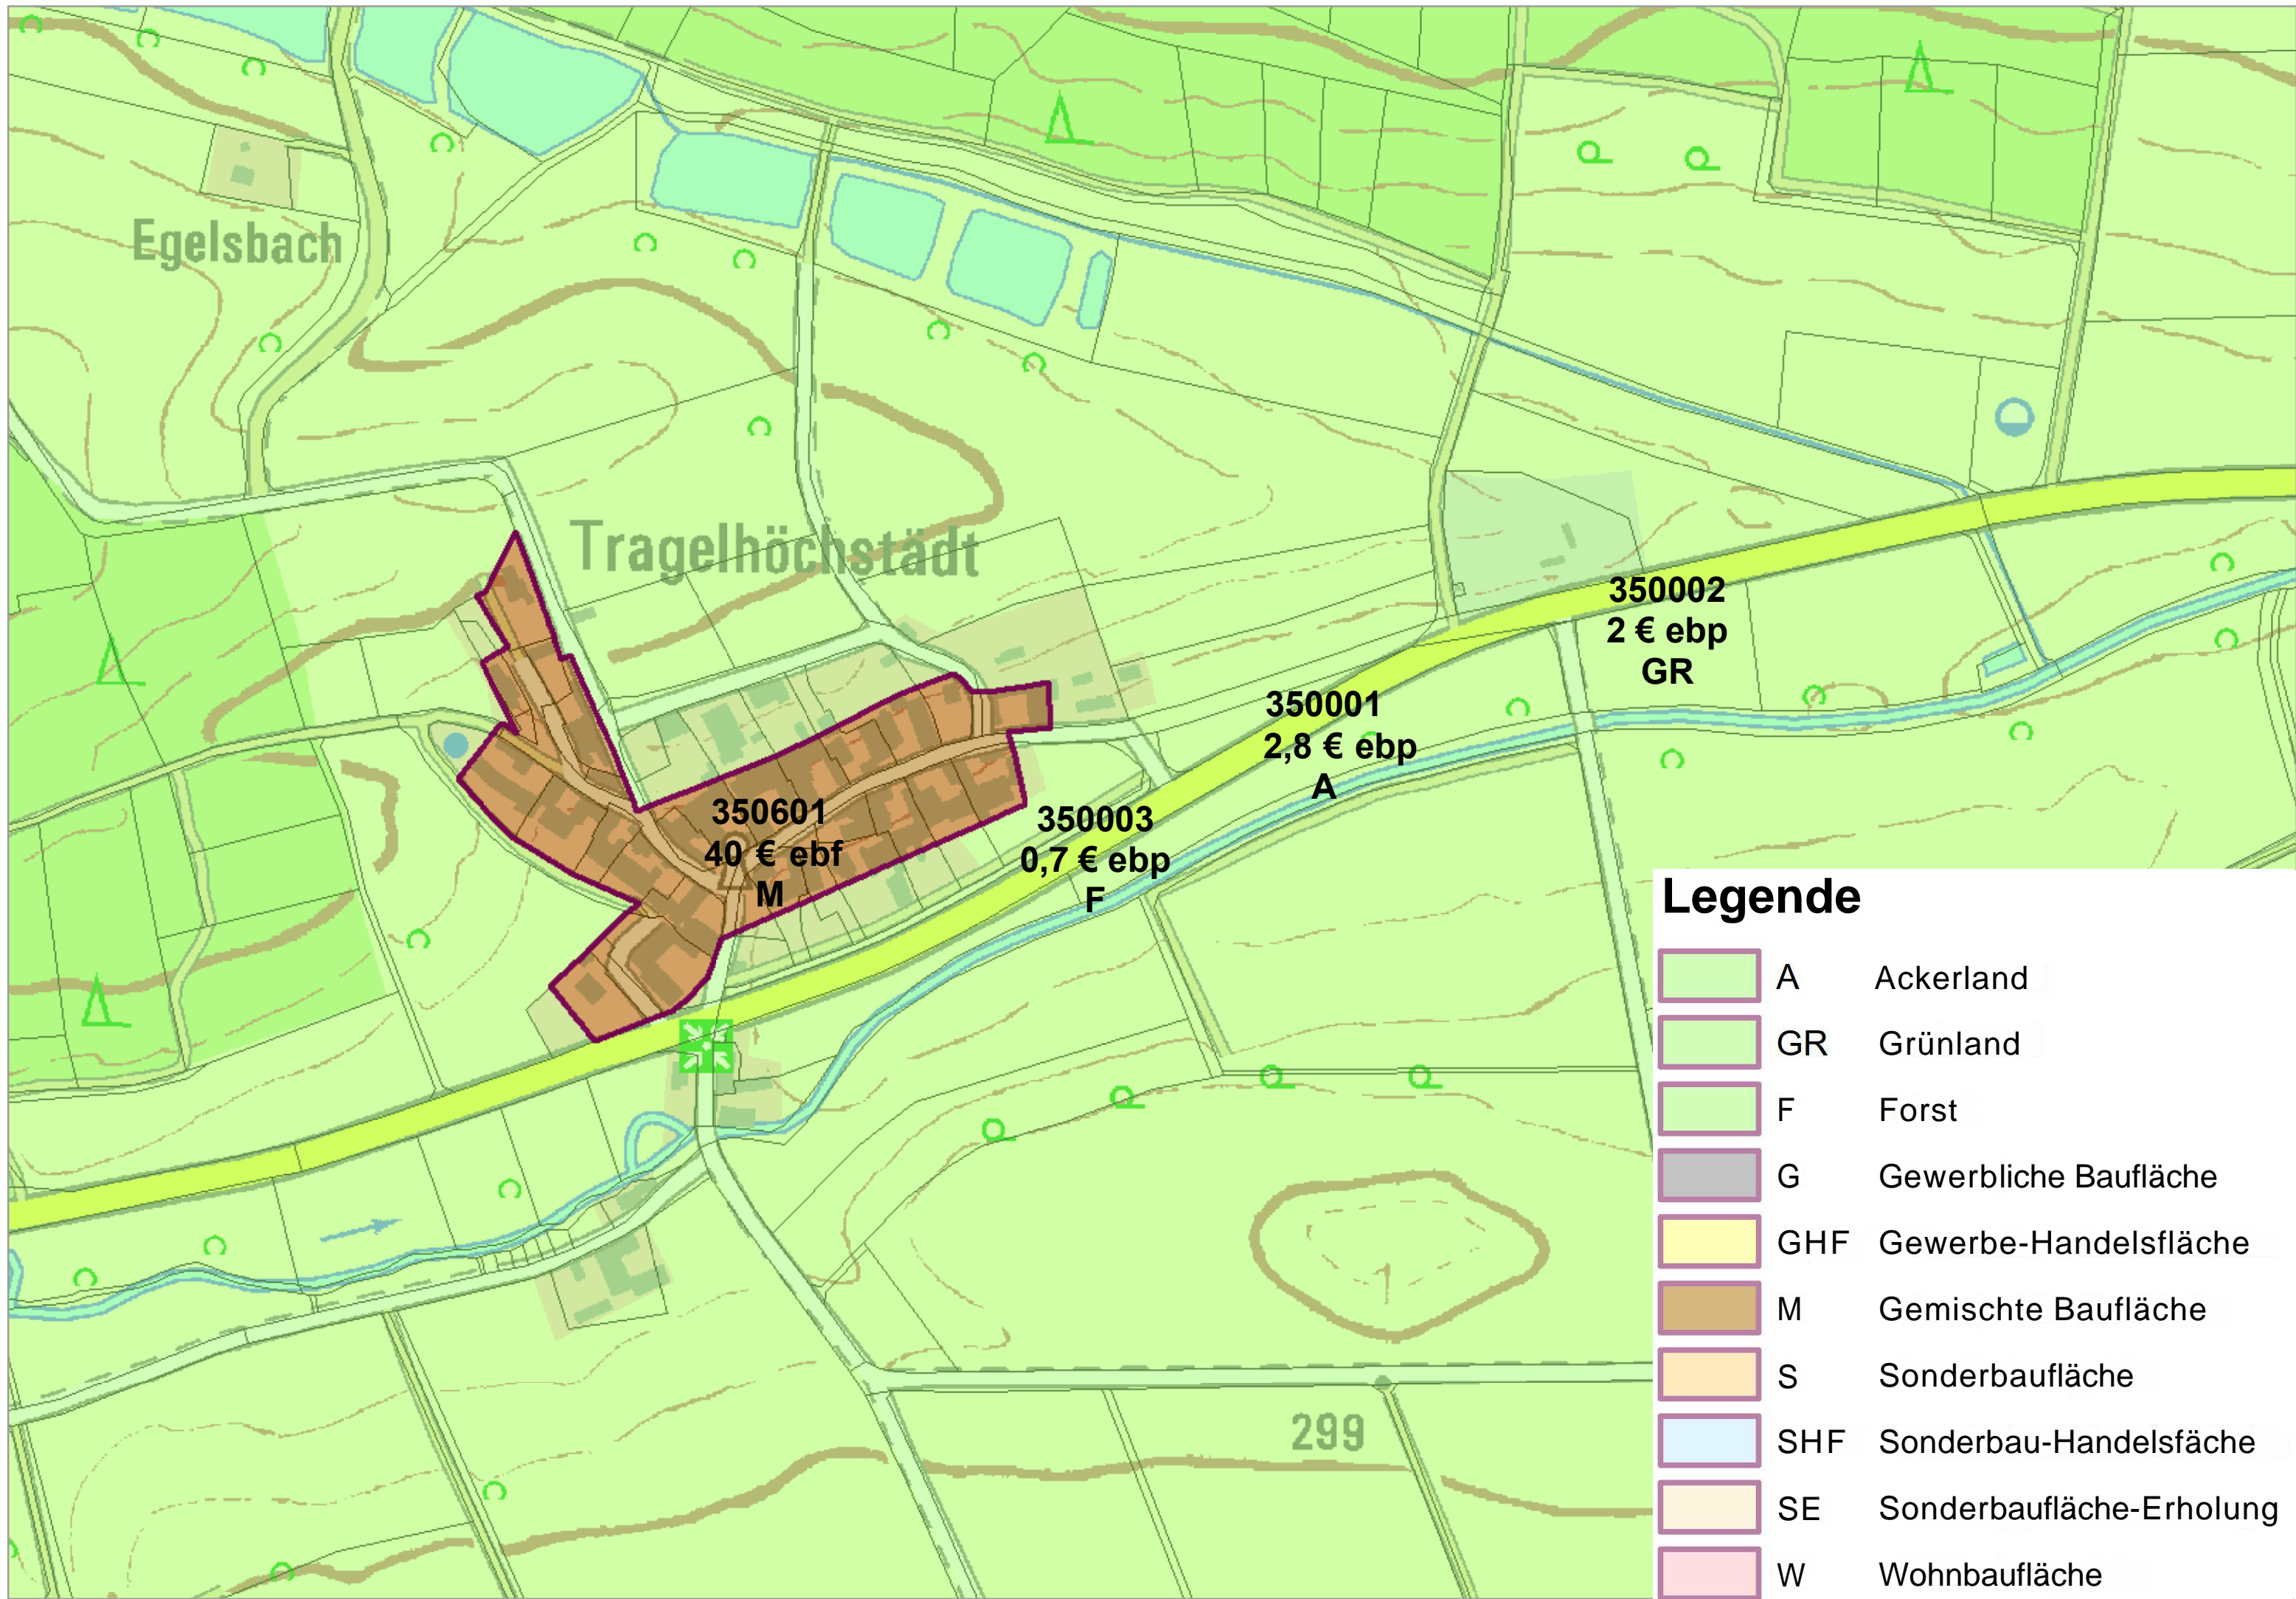 Egelsbach
Tragelhöchstädt
350002
2 € ebp
GR
350001
2,8 € ebp
A
350601
40 € ebf
M
350003
0,7 € ebp
F
299
Legende
A Ackerland
GR Grünland
F Forst
G Gewerbliche Baufläche
GHF Gewerbe-Handelsfläche
M Gemischte Baufläche
S Sonderbaufläche
SHF Sonderbau-Handelsfäche
SE Sonderbaufläche-Erholung
W Wohnbaufläche